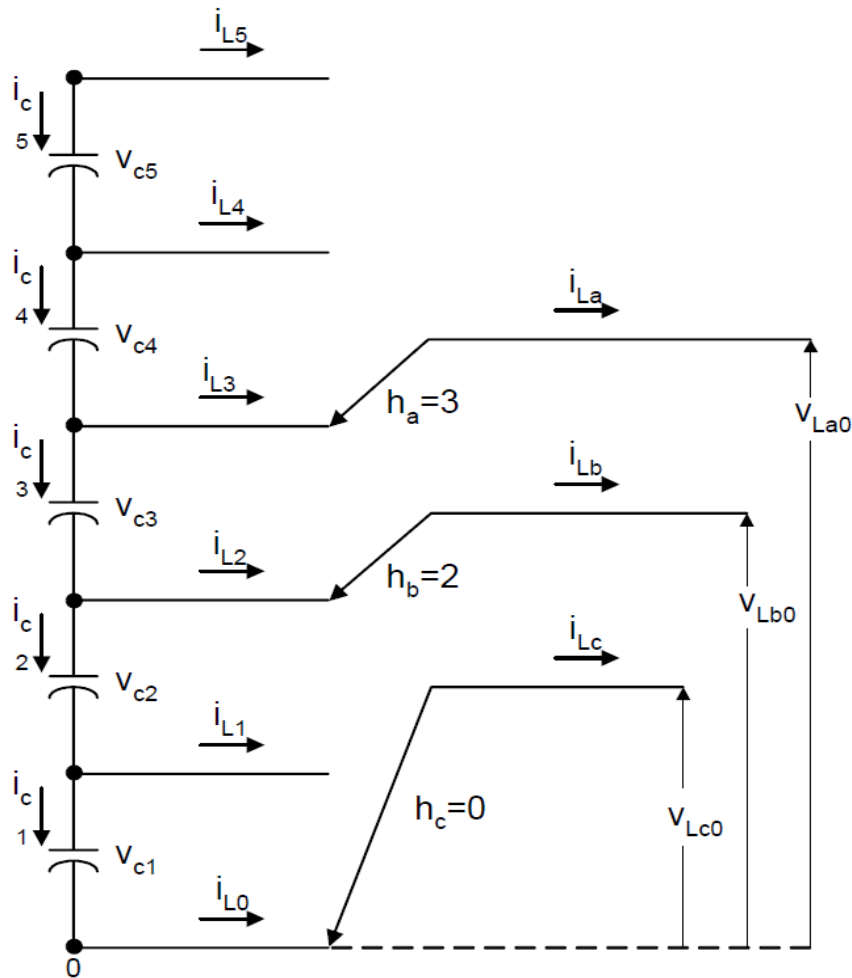 i_L5
i_c
5
v_c5
i_L4
i_c
4
v_c4
i_La
i_L3
h_a=3
v_La0
i_c
3
v_c3
i_Lb
i_L2
h_b=2
v_Lb0
i_c
2
v_c2
i_Lc
i_L1
i_c
1
h_c=0
v_Lc0
v_c1
i_L0
0